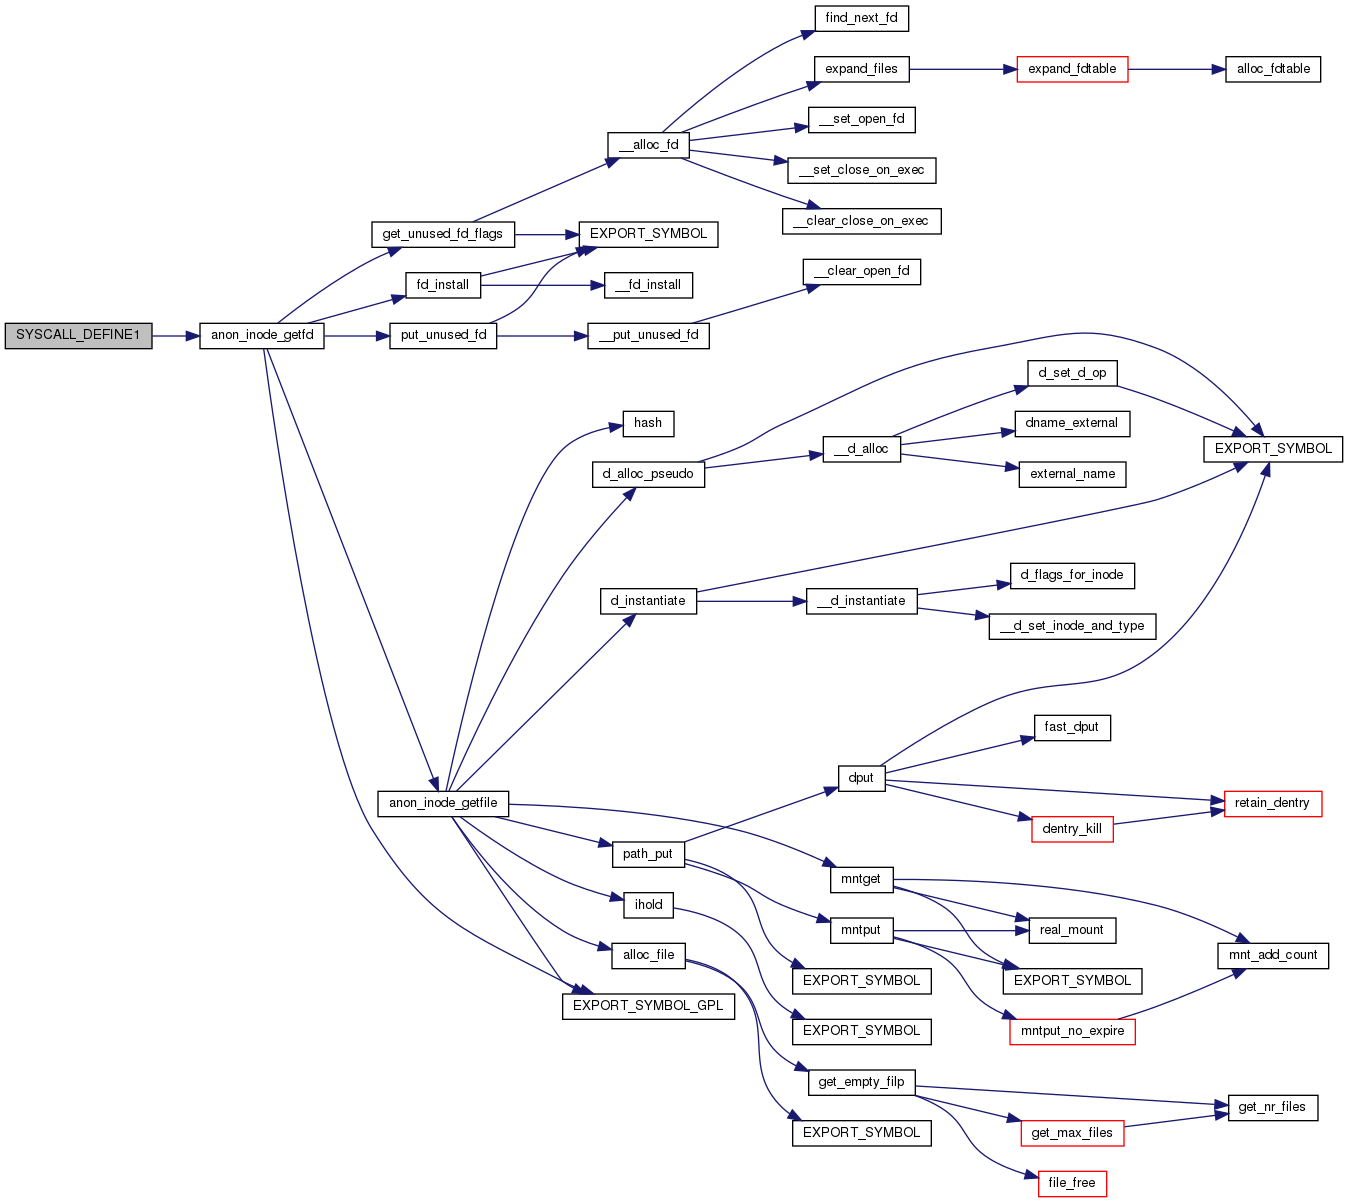 find_next_fd
expand_files
expand_fdtable
alloc_fdtable
__set_open_fd
__alloc_fd
__set_close_on_exec
__clear_close_on_exec
get_unused_fd_flags
EXPORT_SYMBOL
__clear_open_fd
fd_install
__fd_install
SYSCALL_DEFINE1
anon_inode_getfd
put_unused_fd
__put_unused_fd
d_set_d_op
hash
dname_external
__d_alloc
EXPORT_SYMBOL
d_alloc_pseudo
external_name
d_flags_for_inode
d_instantiate
__d_instantiate
__d_set_inode_and_type
fast_dput
dput
anon_inode_getfile
retain_dentry
dentry_kill
path_put
mntget
ihold
mntput
real_mount
alloc_file
mnt_add_count
EXPORT_SYMBOL
EXPORT_SYMBOL
EXPORT_SYMBOL_GPL
EXPORT_SYMBOL
mntput_no_expire
get_empty_filp
get_nr_files
EXPORT_SYMBOL
get_max_files
file_free